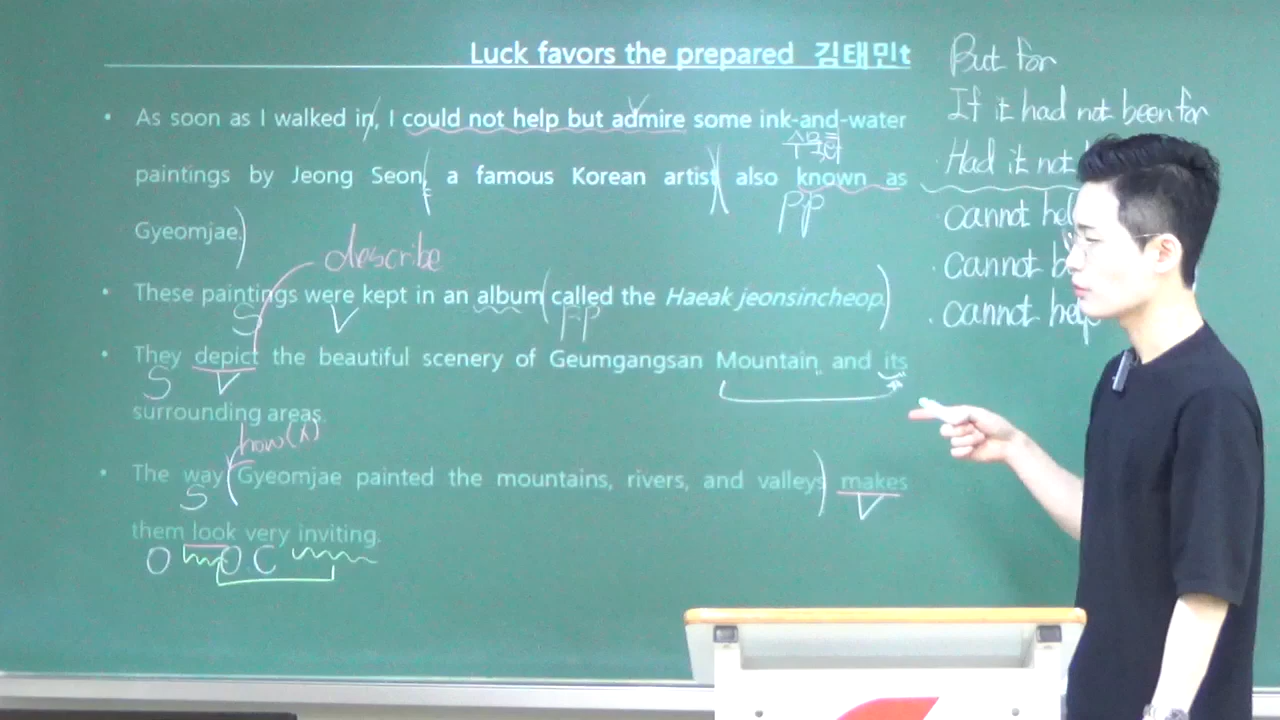 Luck favors the prepared 김태민t
• As soon as I walked in, I could not help but admire some ink-and-water
수묵화
paintings by Jeong Seon, a famous Korean artist also known as
pp
Gyeomjae.
describe
• These paintings were kept in an album called the Haeak jeonsincheop.
S V pp
• They depict the beautiful scenery of Geumgangsan Mountain and its
S V
surrounding areas.
how(X)
• The way Gyeomjae painted the mountains, rivers, and valleys makes
S V
them look very inviting.
O OC
But for
If it had not been for
· Had it not
· cannot
· cannot
· cannot help